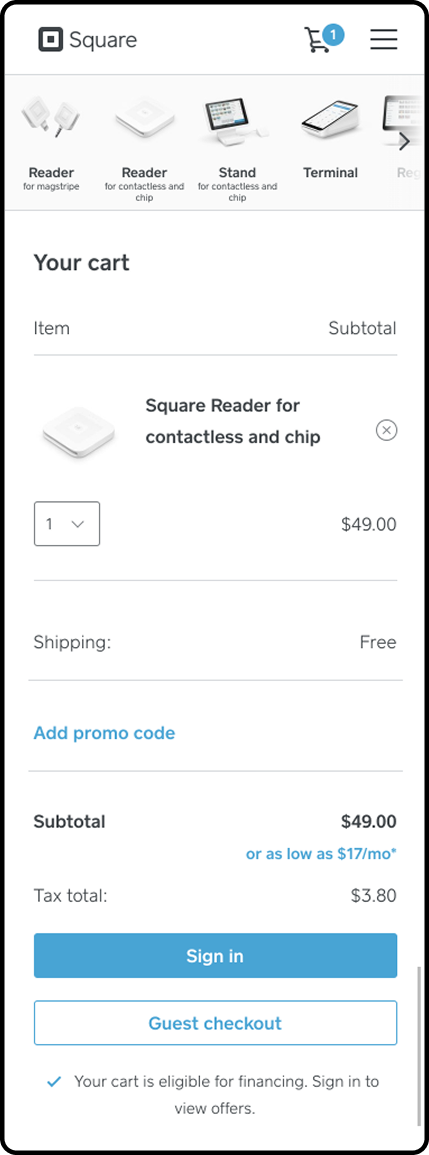 Square
1
Reader
for magstripe
Reader
for contactless and
chip
Stand
for contactless and
chip
Terminal
Reg
Your cart
Item Subtotal
Square Reader for
contactless and chip
1 $49.00
Shipping: Free
Add promo code
Subtotal $49.00
or as low as $17/mo*
Tax total: $3.80
Sign in
Guest checkout
Your cart is eligible for financing. Sign in to
view offers.